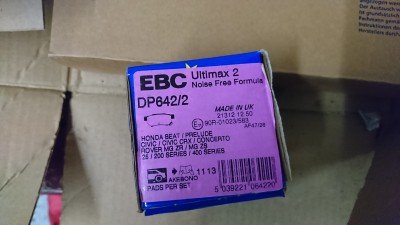 EBC Ultimax 2
Noise Free Formula
DP642/2
MADE IN UK
21312 12.50
90R-01023/583
AF47126
HONDA BEAT / PRELUDE
CIVIC / CIVIC CRX / CONCERTO
ROVER MG ZR / MG ZS
25 / 200 SERIES / 400 SERIES
1113
AKEBONO
PADS PER SET
5 039221 064270